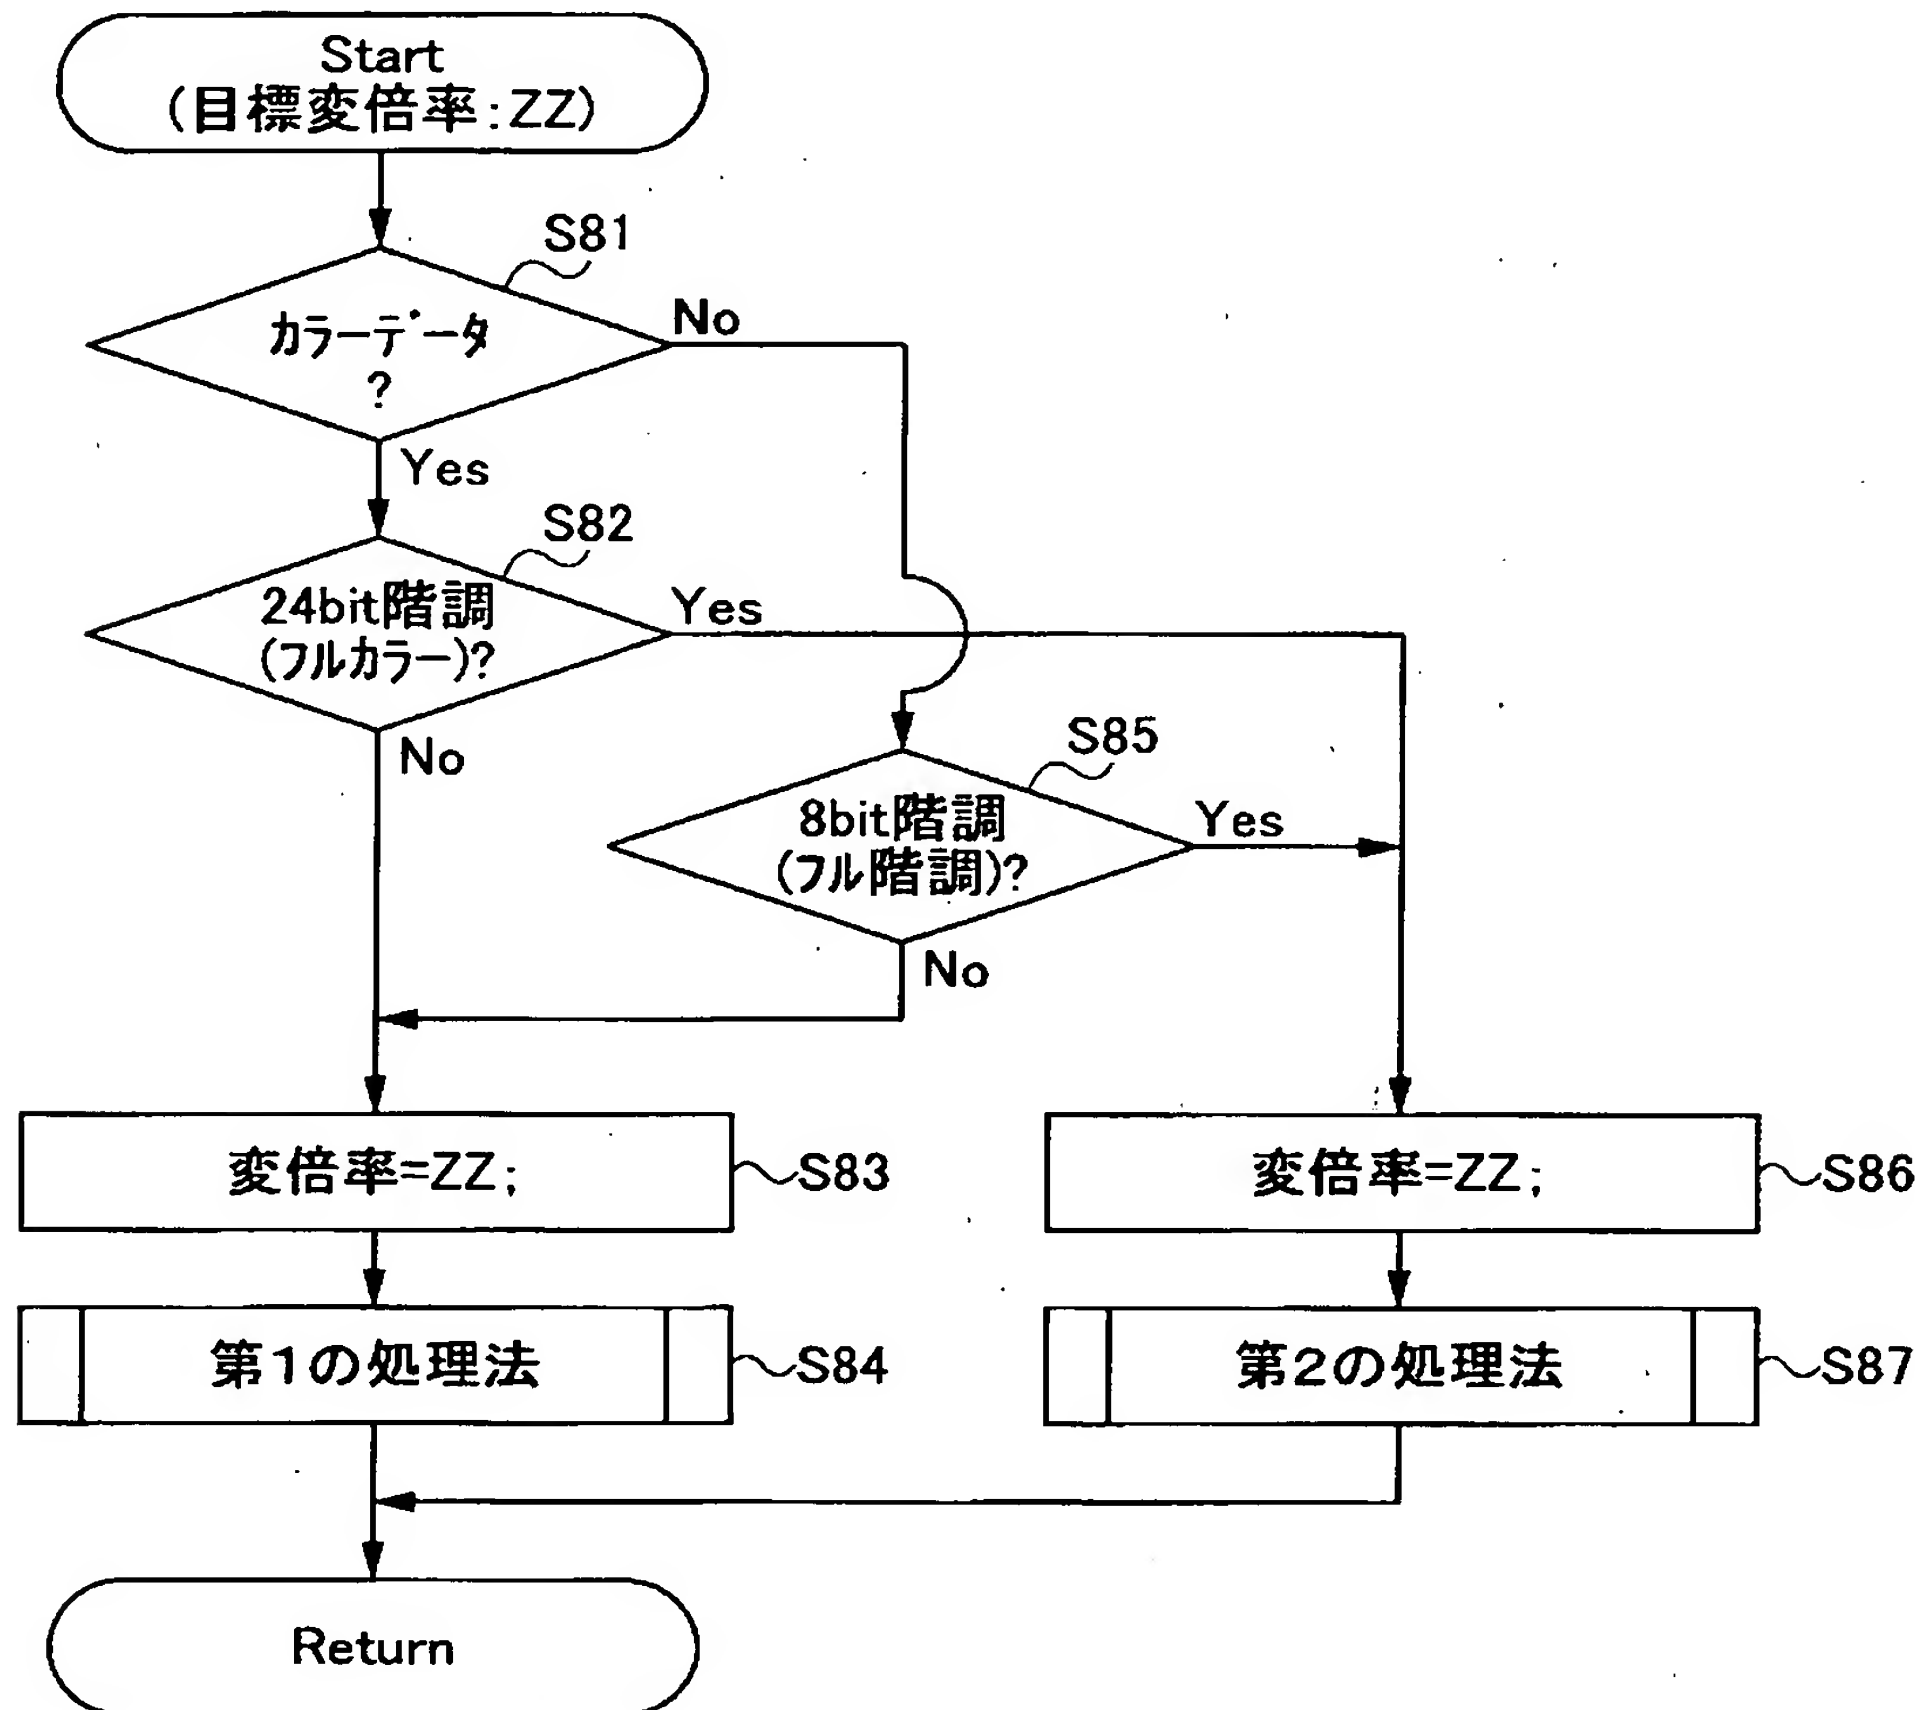 Start
(目標変倍率:ZZ)
S81
カラーデータ
?
No
Yes
S82
24bit階調
(フルカラー)?
Yes
No
S85
8bit階調
(フル階調)?
Yes
No
変倍率=ZZ;
S83
変倍率=ZZ;
S86
第1の処理法
S84
第2の処理法
S87
Return